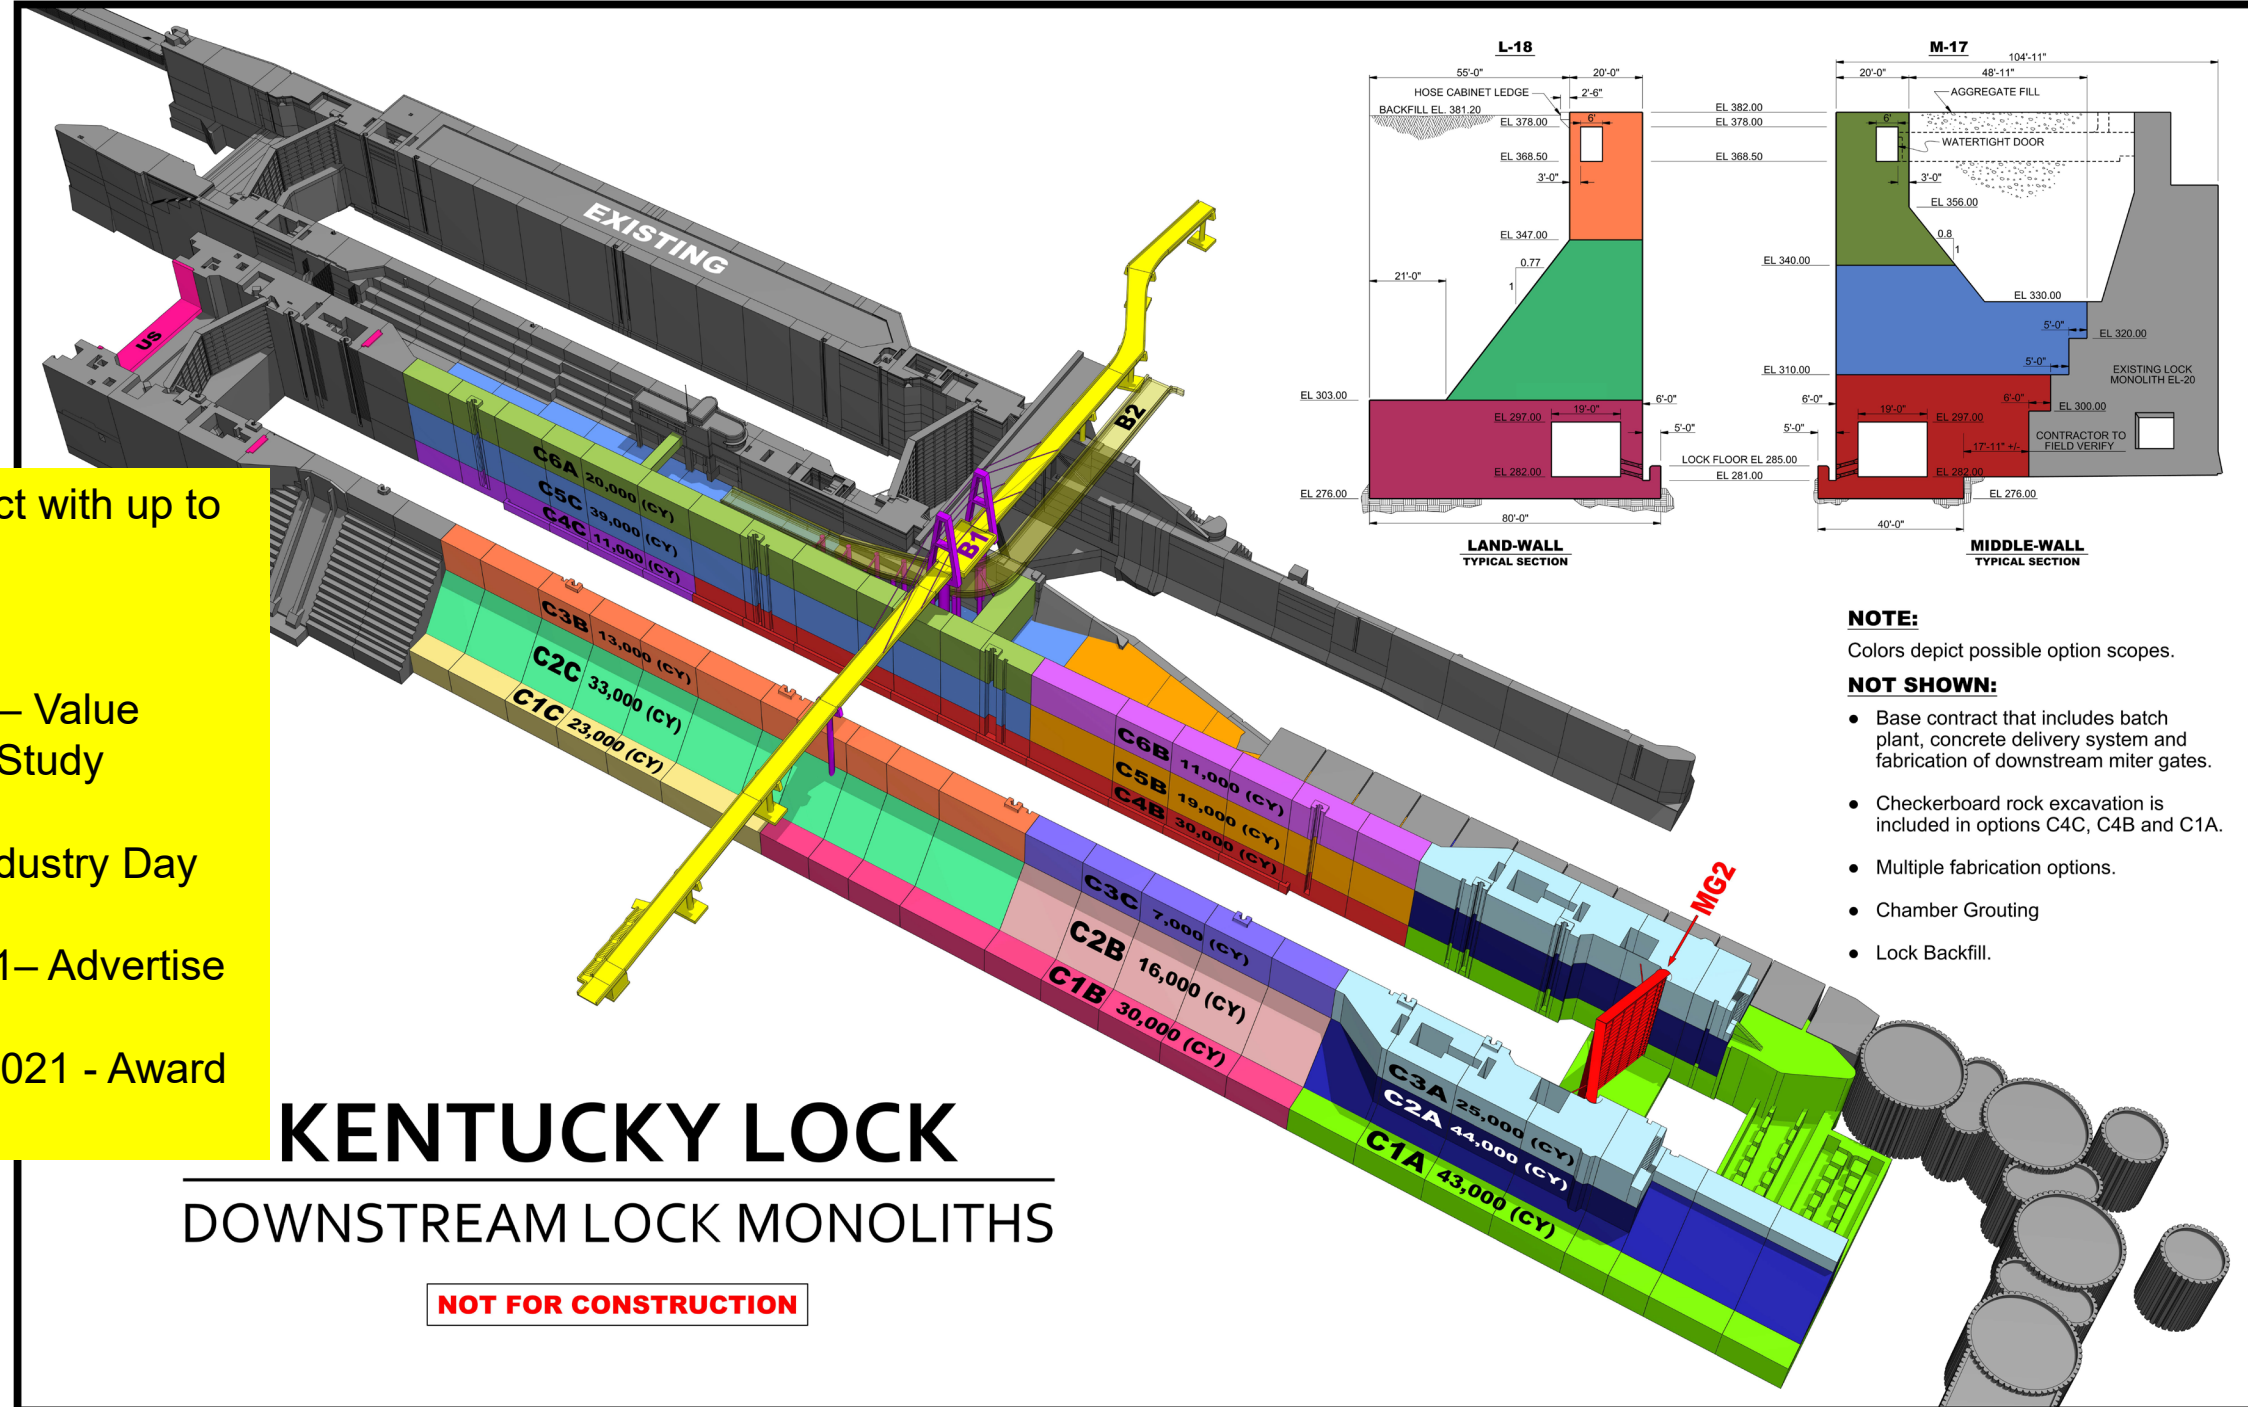 ct with up to
– Value
Study
dustry Day
1– Advertise
021 - Award
EXISTING
US
B2
B1
C6A 20,000 (CY)
C5C 39,000 (CY)
C4C 11,000 (CY)
C3B 13,000 (CY)
C2C 33,000 (CY)
C1C 23,000 (CY)
C6B 11,000 (CY)
C5B 19,000 (CY)
C4B 30,000 (CY)
C3C 7,000 (CY)
C2B 16,000 (CY)
C1B 30,000 (CY)
MG2
C3A 25,000 (CY)
C2A 44,000 (CY)
C1A 43,000 (CY)
L-18
55'-0" 20'-0"
HOSE CABINET LEDGE 2'-6"
BACKFILL EL. 381.20
EL 378.00 6'
EL 368.50
3'-0"
EL 347.00
0.77
1
21'-0"
EL 303.00
19'-0" 6'-0"
EL 297.00
5'-0"
EL 282.00
EL 276.00
80'-0"
LAND-WALL
TYPICAL SECTION
EL 382.00
EL 378.00
EL 368.50
EL 340.00
EL 310.00
LOCK FLOOR EL 285.00
EL 281.00
M-17
104'-11"
20'-0" 48'-11"
AGGREGATE FILL
6'
WATERTIGHT DOOR
3'-0"
EL 356.00
0.8
1
EL 330.00
5'-0"
EL 320.00
5'-0"
EXISTING LOCK
MONOLITH EL-20
6'-0" 6'-0"
19'-0" EL 300.00
EL 297.00
5'-0"
CONTRACTOR TO
FIELD VERIFY
17'-11" +/-
EL 282.00
EL 276.00
40'-0"
MIDDLE-WALL
TYPICAL SECTION
NOTE:
Colors depict possible option scopes.
NOT SHOWN:
● Base contract that includes batch
plant, concrete delivery system and
fabrication of downstream miter gates.
● Checkerboard rock excavation is
included in options C4C, C4B and C1A.
● Multiple fabrication options.
● Chamber Grouting
● Lock Backfill.
KENTUCKY LOCK
DOWNSTREAM LOCK MONOLITHS
NOT FOR CONSTRUCTION